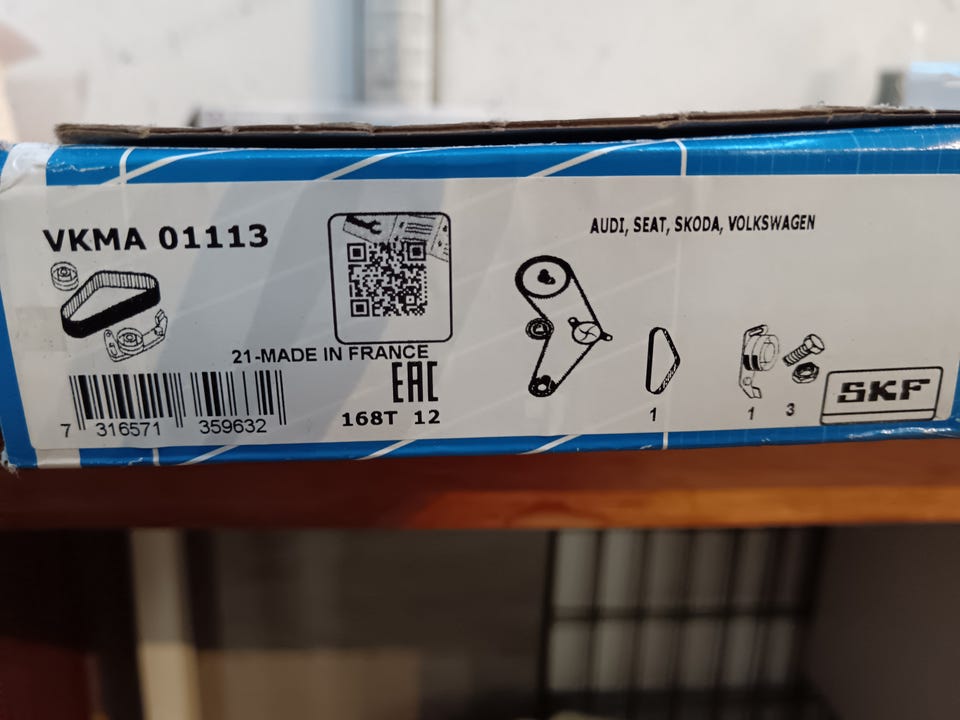 VKMA 01113
AUDI, SEAT, SKODA, VOLKSWAGEN
21-MADE IN FRANCE
EAC
168T 12
7 316571 359632
1
1 3
SKF